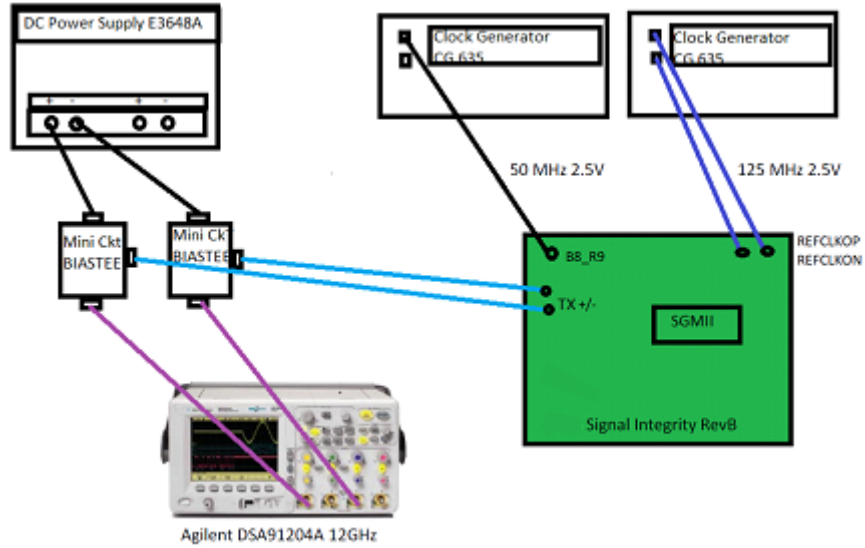 DC Power Supply E3648A
+ - + -
Clock Generator
CG 635
Clock Generator
CG 635
50 MHz 2.5V
125 MHz 2.5V
Mini Ckt
BIASTEE
Mini Ckt
BIASTEE
B8_R9
REFCLKOP
REFCLKON
TX +/-
SGMII
Signal Integrity RevB
Agilent DSA91204A 12GHz